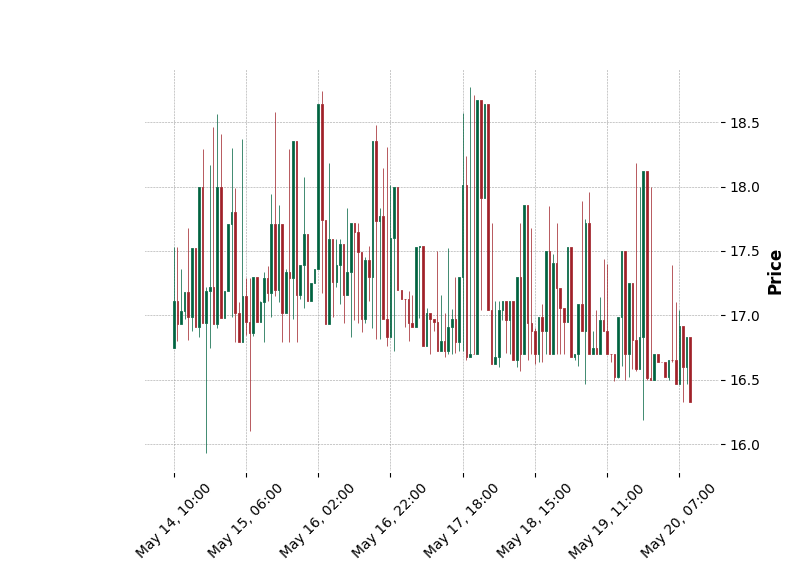 18.5
18.0
17.5
17.0
16.5
16.0
Price
May 14, 10:00
May 15, 06:00
May 16, 02:00
May 16, 22:00
May 17, 18:00
May 18, 15:00
May 19, 11:00
May 20, 07:00